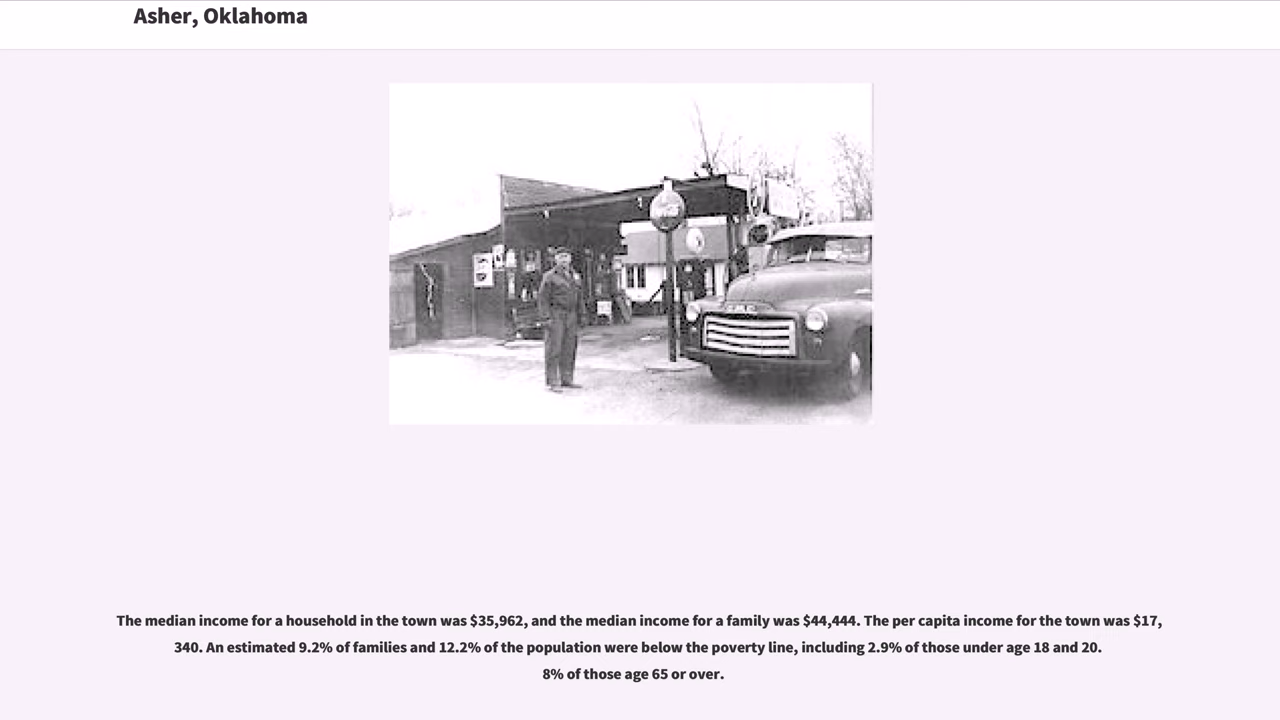 Asher, Oklahoma
The median income for a household in the town was $35,962, and the median income for a family was $44,444. The per capita income for the town was $17,
340. An estimated 9.2% of families and 12.2% of the population were below the poverty line, including 2.9% of those under age 18 and 20.
8% of those age 65 or over.